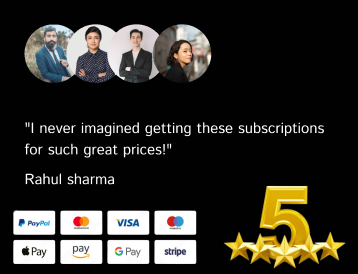 "I never imagined getting these subscriptions
for such great prices!"
Rahul sharma
PayPal
VISA
Pay
pay
G Pay
stripe
5